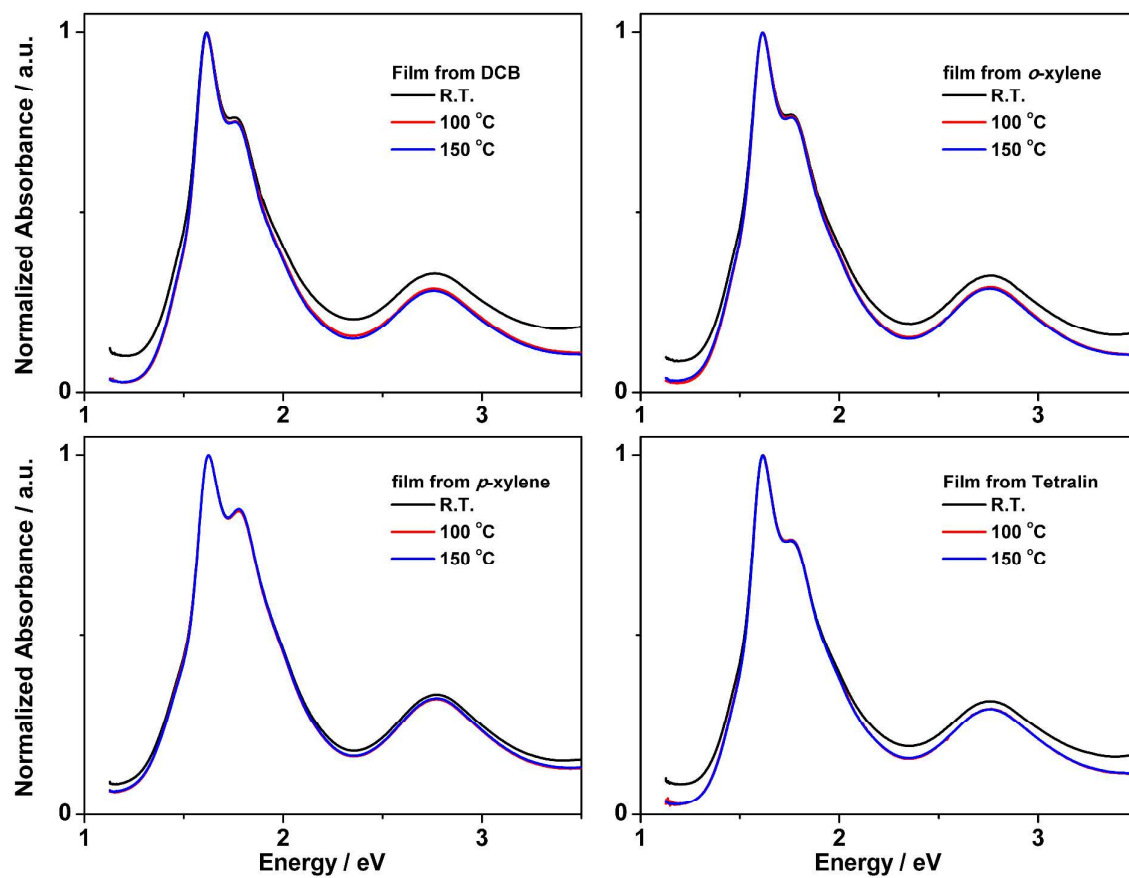 Normalized Absorbance / a.u.
1
0
Film from DCB
R.T.
100 °C
150 °C
1 2 3
1
0
film from o-xylene
R.T.
100 °C
150 °C
1 2 3
Normalized Absorbance / a.u.
1
0
film from p-xylene
R.T.
100 °C
150 °C
1 2 3
Energy / eV
1
0
Film from Tetralin
R.T.
100 °C
150 °C
1 2 3
Energy / eV